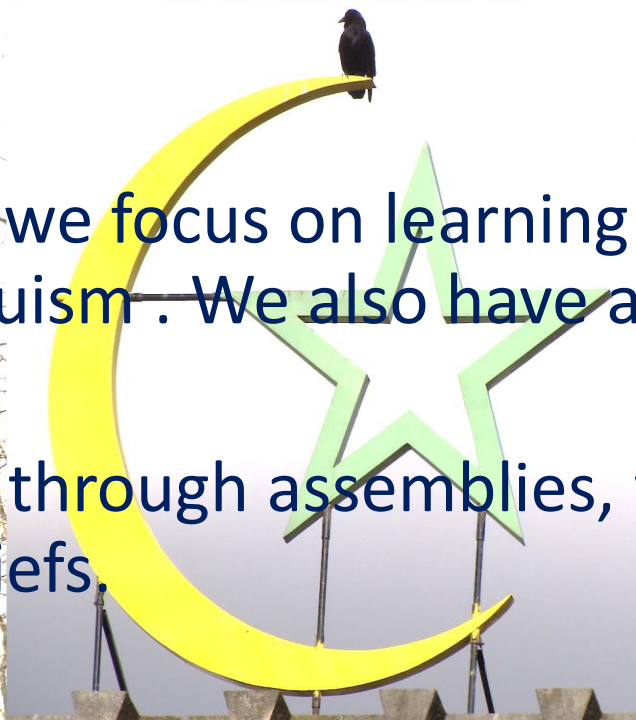 we focus on learning
uism . We also have a
through assemblies,
efs.